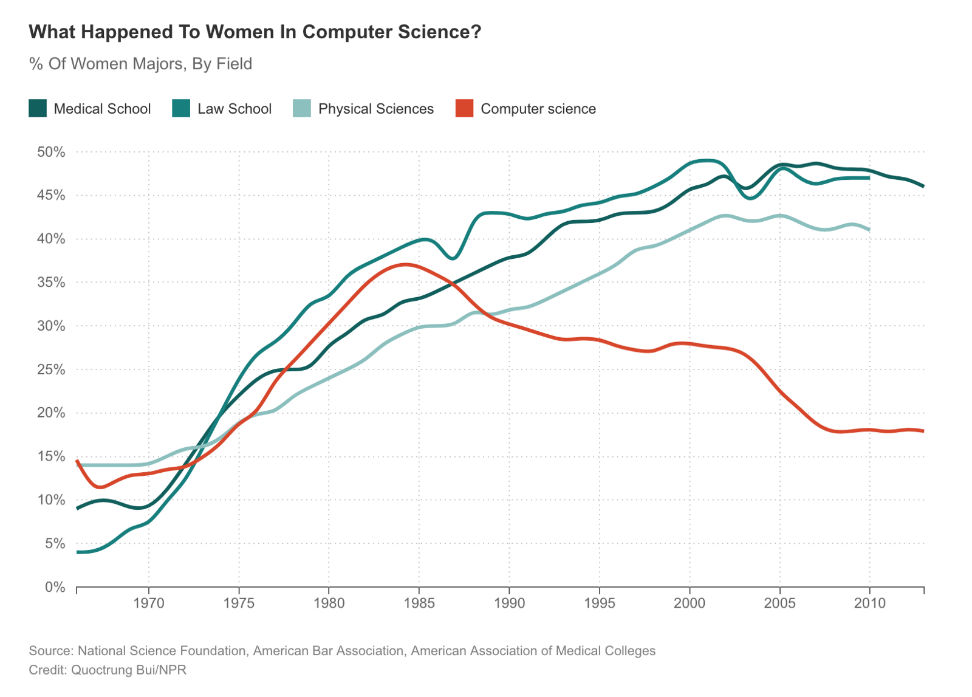 What Happened To Women In Computer Science?
% Of Women Majors, By Field
Medical School Law School Physical Sciences Computer science
50%
45%
40%
35%
30%
25%
20%
15%
10%
5%
0%
1970 1975 1980 1985 1990 1995 2000 2005 2010
Source: National Science Foundation, American Bar Association, American Association of Medical Colleges
Credit: Quoctrung Bui/NPR